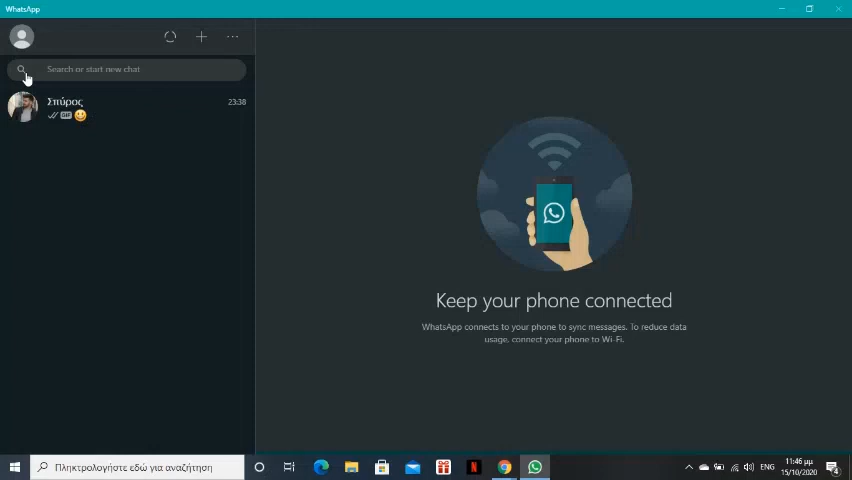 WhatsApp
Search or start new chat
Σπύρος
23:38
GIF
Keep your phone connected
WhatsApp connects to your phone to sync messages. To reduce data
usage, connect your phone to Wi-Fi.
Πληκτρολογήστε εδώ για αναζήτηση
N
ENG
11:46 μμ
15/10/2020
4